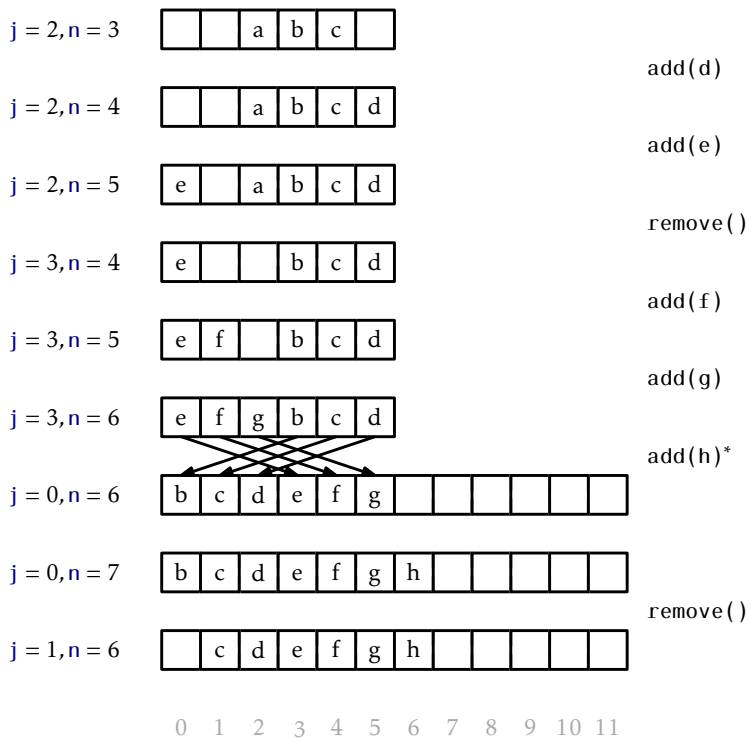 j = 2, n = 3 a b c
add(d)
j = 2, n = 4 a b c d
add(e)
j = 2, n = 5 e a b c d
remove()
j = 3, n = 4 e b c d
add(f)
j = 3, n = 5 e f b c d
add(g)
j = 3, n = 6 e f g b c d
add(h)*
j = 0, n = 6 b c d e f g
j = 0, n = 7 b c d e f g h
remove()
j = 1, n = 6 c d e f g h
0 1 2 3 4 5 6 7 8 9 10 11